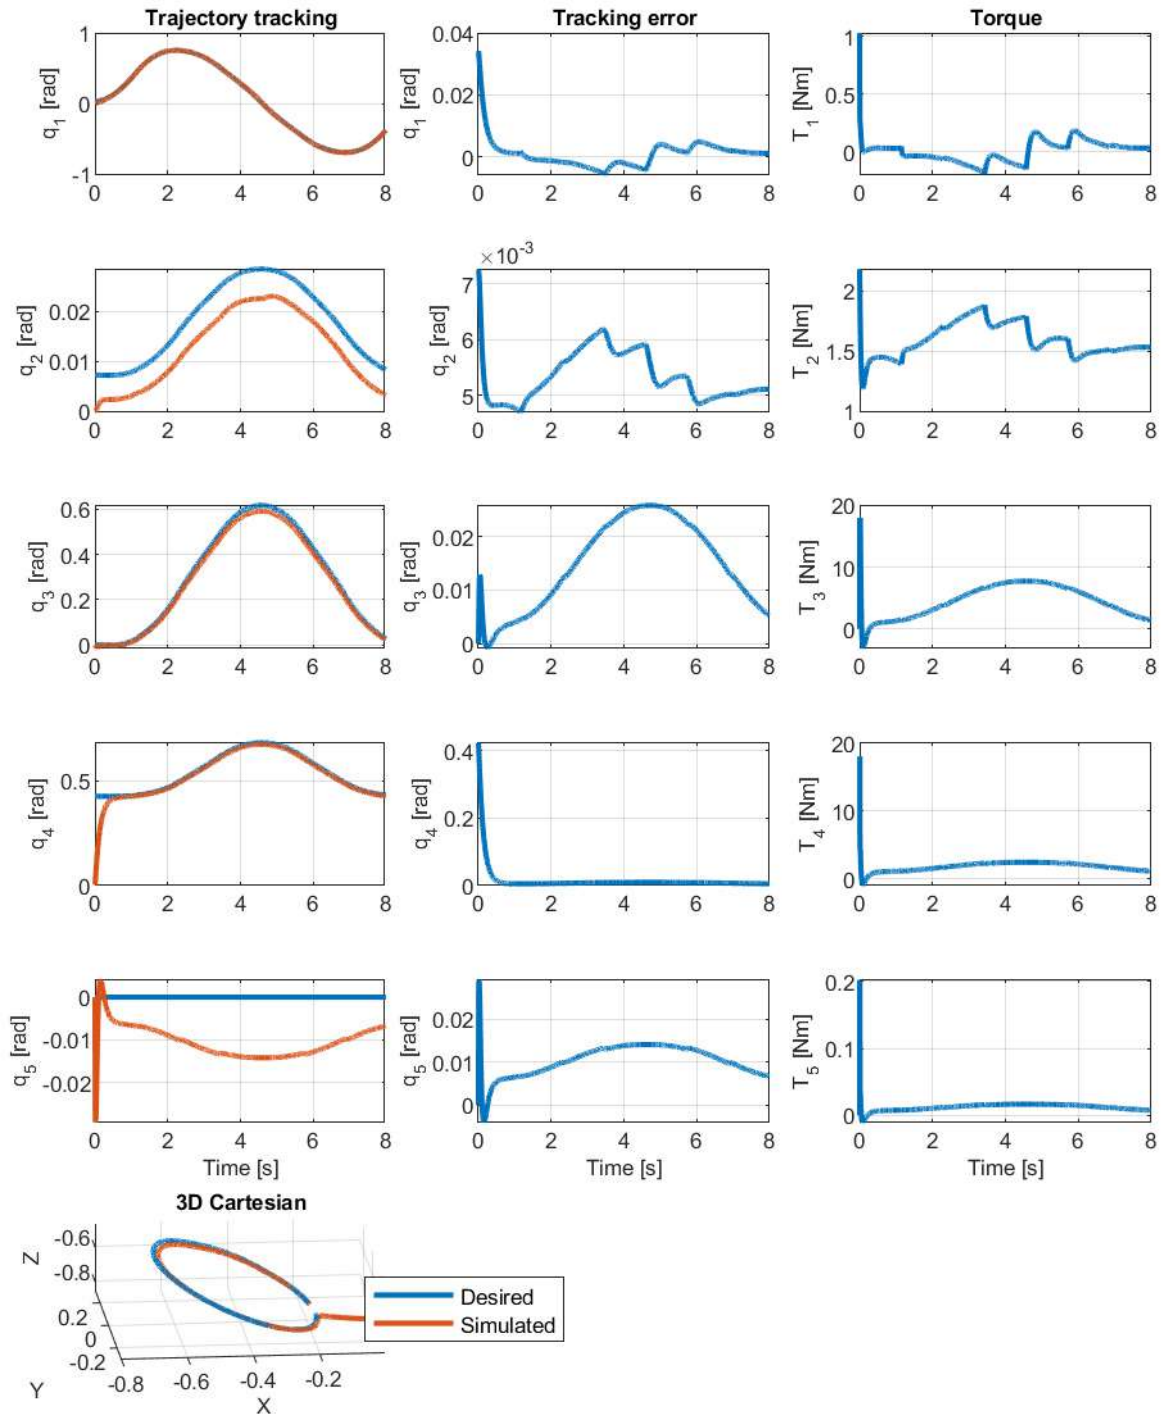 Trajectory tracking Tracking error Torque
q1 [rad] 1 0 -1 0 2 4 6 8
q1 [rad] 0.04 0.02 0 0 2 4 6 8
T1 [Nm] 1 0.5 0 0 2 4 6 8
q2 [rad] 0.02 0.01 0 0 2 4 6 8
×10-3
q2 [rad] 7 6 5 0 2 4 6 8
T2 [Nm] 2 1.5 1 0 2 4 6 8
q3 [rad] 0.6 0.4 0.2 0 0 2 4 6 8
q3 [rad] 0.02 0.01 0 0 2 4 6 8
T3 [Nm] 20 10 0 0 2 4 6 8
q4 [rad] 0.5 0 0 2 4 6 8
q4 [rad] 0.4 0.2 0 0 2 4 6 8
T4 [Nm] 20 10 0 0 2 4 6 8
q5 [rad] 0 -0.01 -0.02 0 2 4 6 8
q5 [rad] 0.02 0.01 0 0 2 4 6 8
T5 [Nm] 0.2 0.1 0 0 2 4 6 8
Time [s] Time [s] Time [s]
3D Cartesian
Z -0.6 -0.8
Y 0.2 0 -0.2
-0.8 -0.6 -0.4 -0.2
X
Desired
Simulated